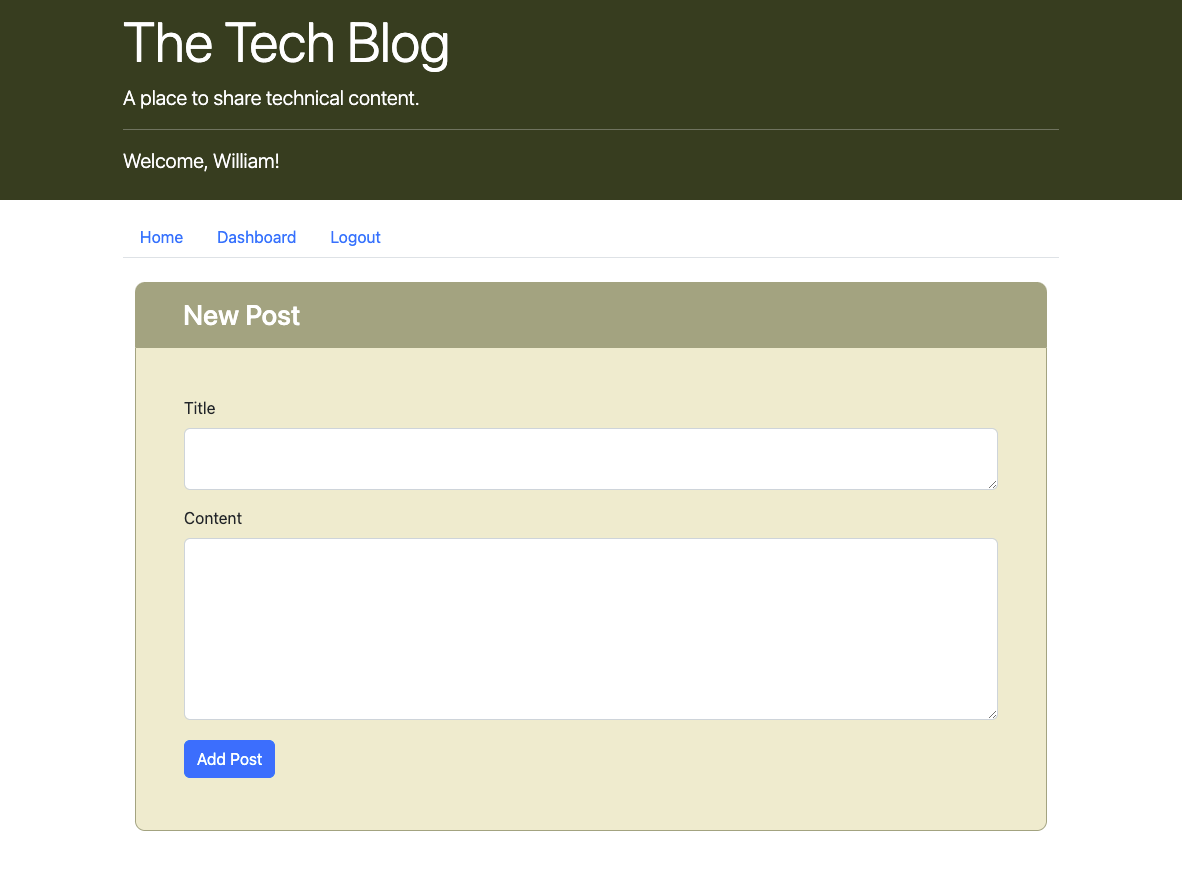 The Tech Blog
A place to share technical content.
Welcome, William!
Home Dashboard Logout
New Post
Title
Content
Add Post